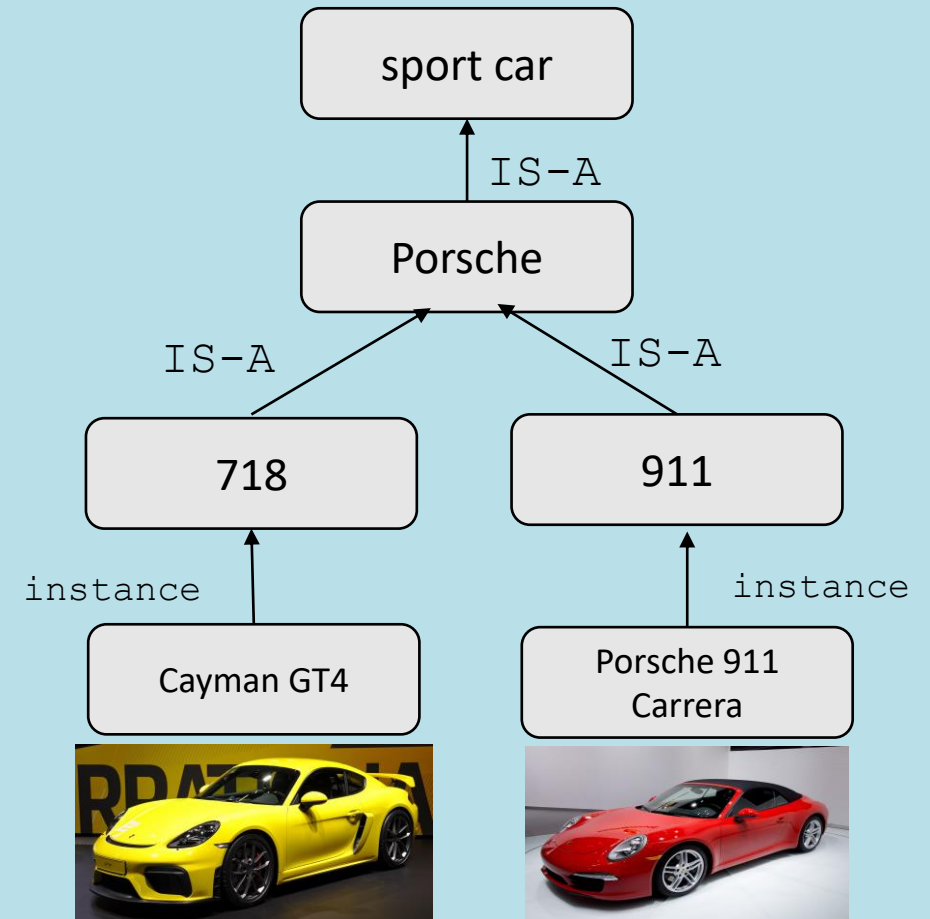 sport car
IS-A
Porsche
IS-A
IS-A
718
911
instance
instance
Cayman GT4
Porsche 911
Carrera